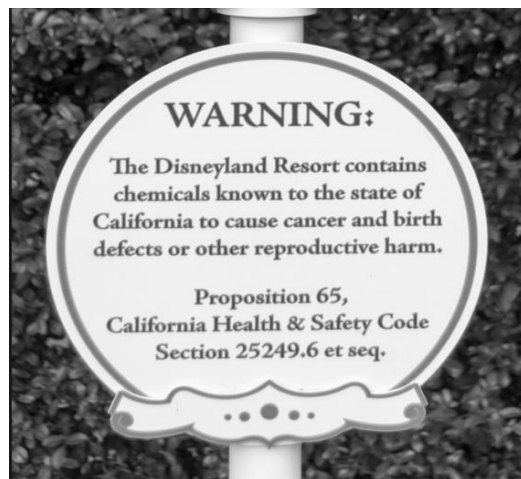 WARNING:
The Disneyland Resort contains
chemicals known to the state of
California to cause cancer and birth
defects or other reproductive harm.
Proposition 65,
California Health & Safety Code
Section 25249.6 et seq.